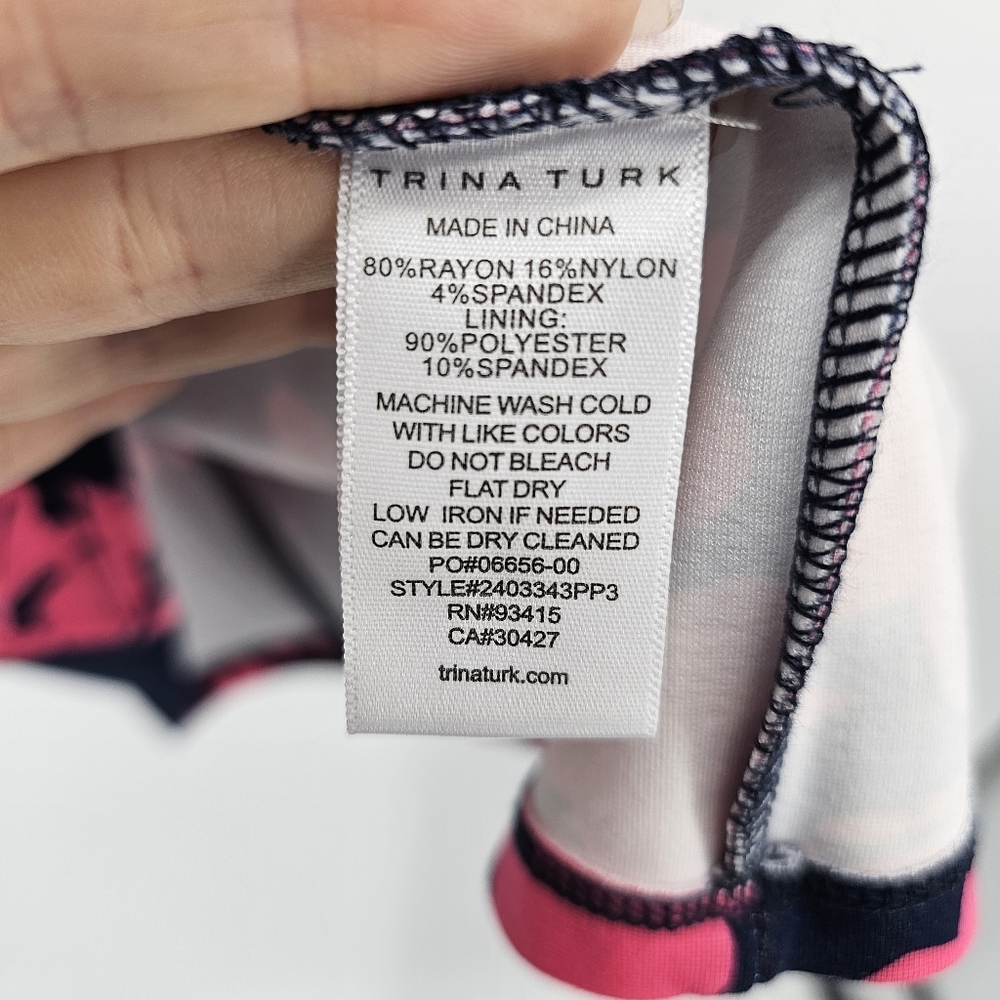 TRINA TURK
MADE IN CHINA
80%RAYON 16%NYLON
4%SPANDEX
LINING:
90%POLYESTER
10%SPANDEX
MACHINE WASH COLD
WITH LIKE COLORS
DO NOT BLEACH
FLAT DRY
LOW IRON IF NEEDED
CAN BE DRY CLEANED
PO#06656-00
STYLE#2403343PP3
RN#93415
CA#30427
trinaturk.com